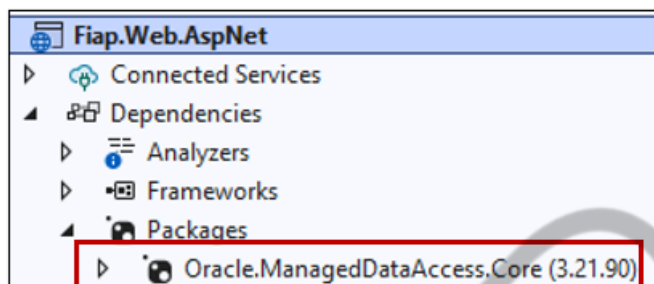 Fiap.Web.AspNet
Connected Services
Dependencies
Analyzers
Frameworks
Packages
Oracle.ManagedDataAccess.Core (3.21.90)